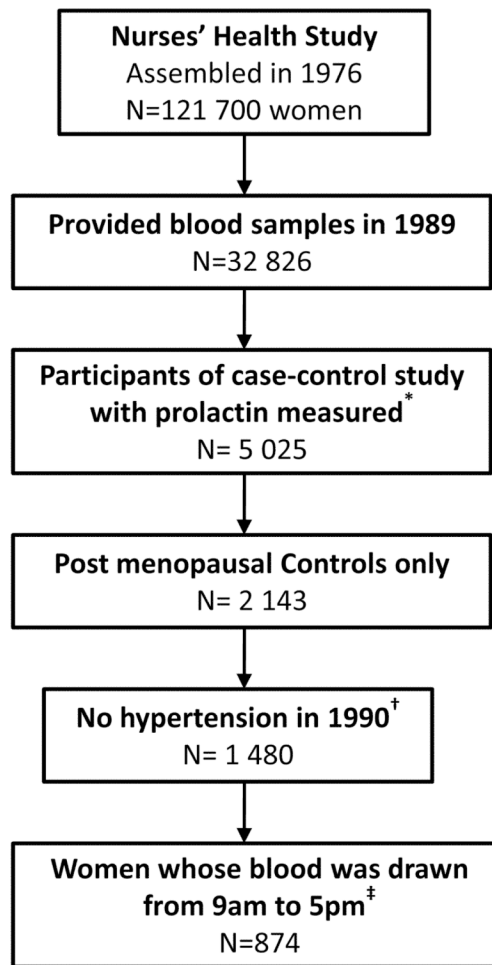 Nurses’ Health Study
Assembled in 1976
N=121 700 women
Provided blood samples in 1989
N=32 826
Participants of case-control study
with prolactin measured*
N= 5 025
Post menopausal Controls only
N= 2 143
No hypertension in 1990†
N= 1 480
Women whose blood was drawn
from 9am to 5pm‡
N=874